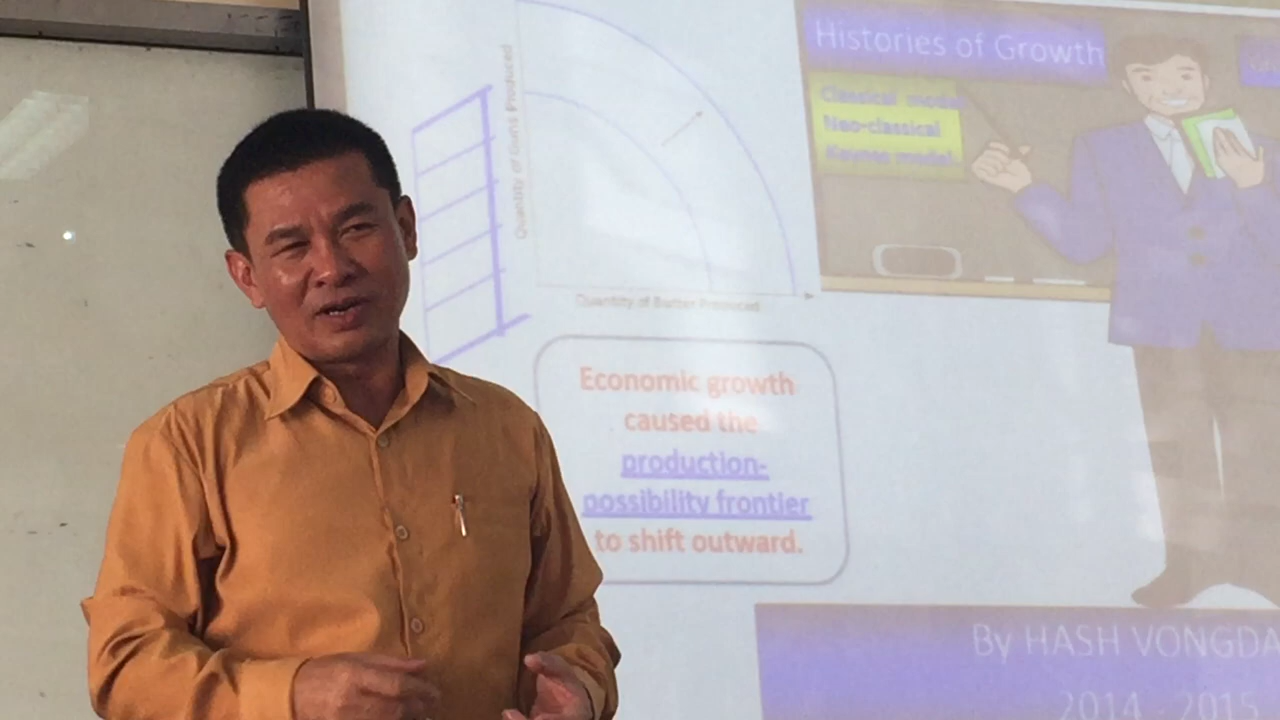 Quantity of Guns Produced
Quantity of Butter Produced
Economic growth
caused the
production-
possibility frontier
to shift outward.
Histories of Growth
Classical model
Neo-classical
Keynes model
By HASH VONGDA
2014 - 2015